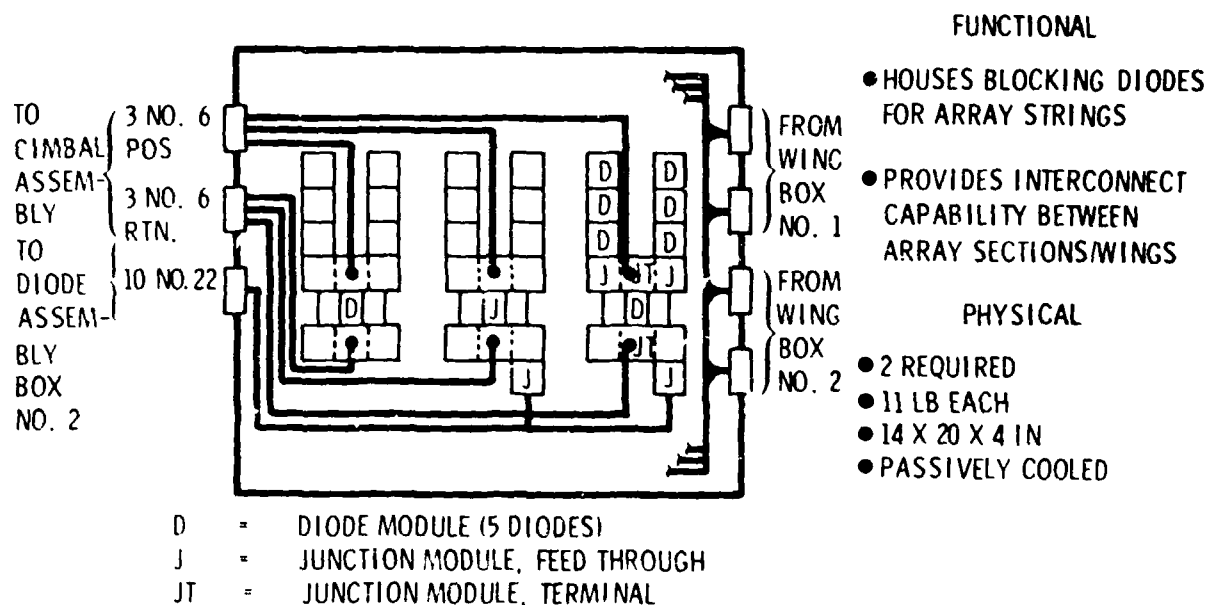 TO
CIMBAL
ASSEM-
BLY
3 NO. 6
POS
3 NO. 6
RTN.
TO
DIODE
ASSEM-
BLY
BOX
NO. 2
10 NO. 22
D D
D D
D D
J JT J
D J D
JT
J J
FROM
WING
BOX
NO. 1
FROM
WING
BOX
NO. 2
FUNCTIONAL
● HOUSES BLOCKING DIODES
FOR ARRAY STRINGS
● PROVIDES INTERCONNECT
CAPABILITY BETWEEN
ARRAY SECTIONS/WINGS
PHYSICAL
● 2 REQUIRED
● 11 LB EACH
● 14 X 20 X 4 IN
● PASSIVELY COOLED
D = DIODE MODULE (5 DIODES)
J = JUNCTION MODULE, FEED THROUGH
JT = JUNCTION MODULE, TERMINAL